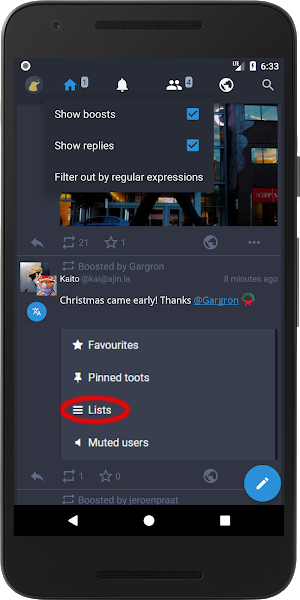 LTE
6:33
1
4
Show boosts
Show replies
Filter out by regular expressions
21
1
Boosted by Gargron
Kaito @kai@ajin.la
8 minutes ago
Christmas came early! Thanks @Gargron
Favourites
Pinned toots
Lists
Muted users
1
0
Boosted by jeroenpraat